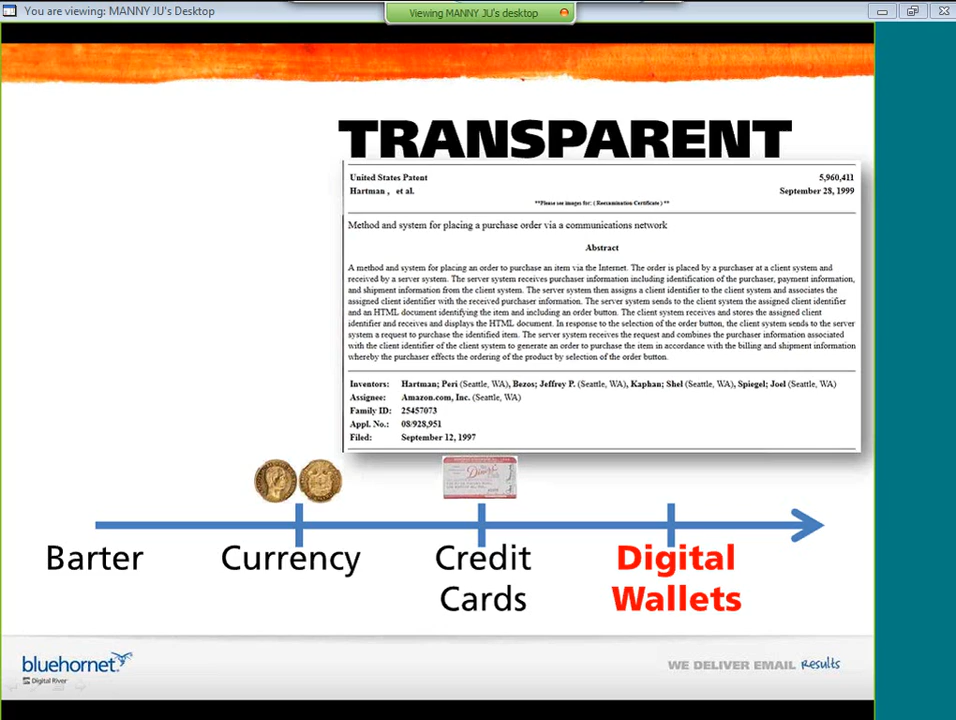 You are viewing: MANNY JU's Desktop
Viewing MANNY JU's desktop
TRANSPARENT
United States Patent 5,960,411
Hartman , et al. September 28, 1999
**Please see images for: ( Reexamination Certificate ) **
Method and system for placing a purchase order via a communications network
Abstract
A method and system for placing an order to purchase an item via the Internet. The order is placed by a purchaser at a client system and
received by a server system. The server system receives purchaser information including identification of the purchaser, payment information,
and shipment information from the client system. The server system then assigns a client identifier to the client system and associates the
assigned client identifier with the received purchaser information. The server system sends to the client system the assigned client identifier
and an HTML document identifying the item and including an order button. The client system receives and stores the assigned client
identifier and receives and displays the HTML document. In response to the selection of the order button, the client system sends to the server
system a request to purchase the identified item. The server system receives the request and combines the purchaser information associated
with the client identifier of the client system to generate an order to purchase the item in accordance with the billing and shipment information
whereby the purchaser effects the ordering of the product by selection of the order button.
Inventors: Hartman; Peri (Seattle, WA), Bezos; Jeffrey P. (Seattle, WA), Kaphan; Shel (Seattle, WA), Spiegel; Joel (Seattle, WA)
Assignee: Amazon.com, Inc. (Seattle, WA)
Family ID: 25457073
Appl. No.: 08/928,951
Filed: September 12, 1997
Diners
Barter
Currency
Credit
Cards
Digital
Wallets
bluehornet
Digital River
WE DELIVER EMAIL Results